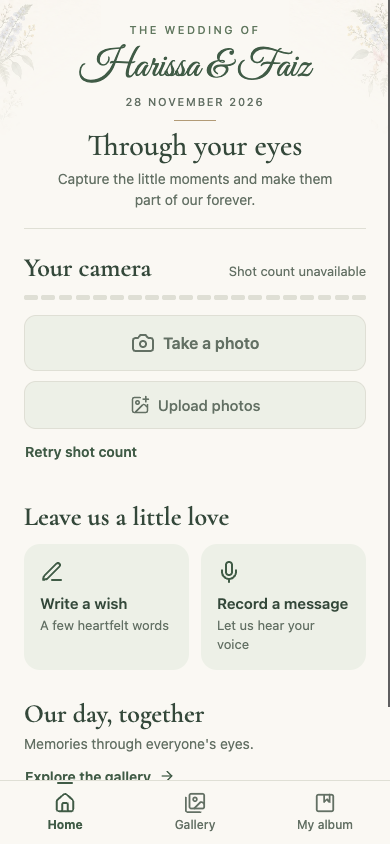 THE WEDDING OF
Harissa & Faiz
28 NOVEMBER 2026
Through your eyes
Capture the little moments and make them
part of our forever.
Your camera
Shot count unavailable
Take a photo
Upload photos
Retry shot count
Leave us a little love
Write a wish
A few heartfelt words
Record a message
Let us hear your
voice
Our day, together
Memories through everyone's eyes.
Explore the gallery
Home
Gallery
My album